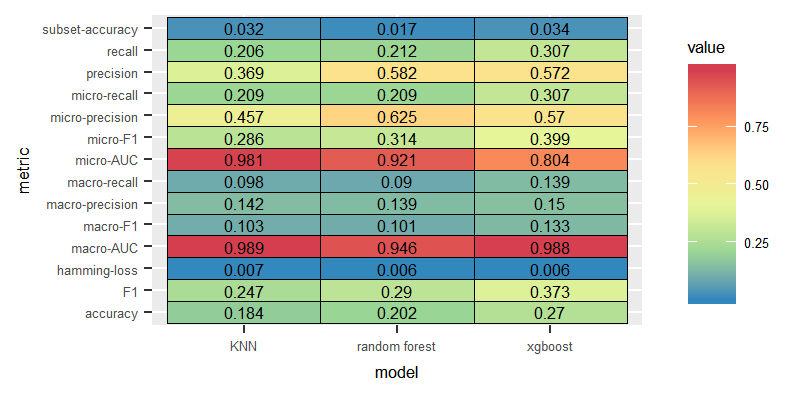 subset-accuracy 0.032 0.017 0.034
recall 0.206 0.212 0.307
precision 0.369 0.582 0.572
micro-recall 0.209 0.209 0.307
micro-precision 0.457 0.625 0.57
micro-F1 0.286 0.314 0.399
micro-AUC 0.981 0.921 0.804
macro-recall 0.098 0.09 0.139
macro-precision 0.142 0.139 0.15
macro-F1 0.103 0.101 0.133
macro-AUC 0.989 0.946 0.988
hamming-loss 0.007 0.006 0.006
F1 0.247 0.29 0.373
accuracy 0.184 0.202 0.27
KNN random forest xgboost
model
metric
value
0.75
0.50
0.25